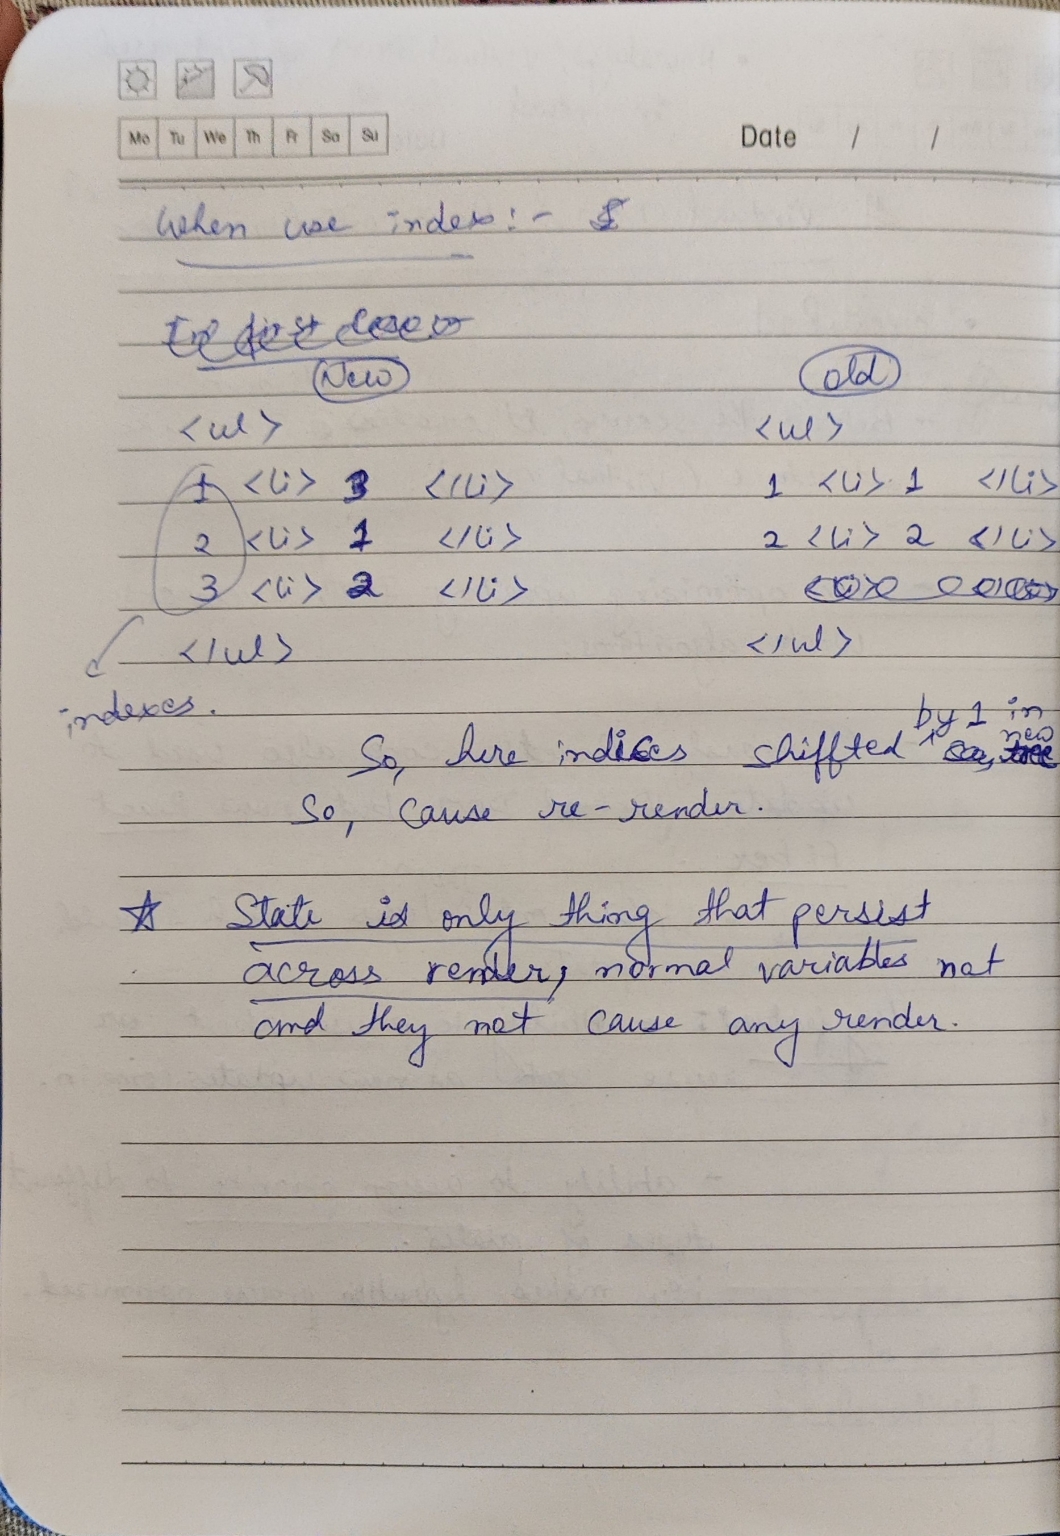 Mo Tu We Th Fr Sa Su
Date / /
When use index :-
New old
<ul> <ul>
1 <li> 3 </li> 1 <li> 1 </li>
2 <li> 1 </li> 2 <li> 2 </li>
3 <li> 2 </li>
</ul> </ul>
indexes.
by 1 in
new
So, here indices shiffted tree
So, cause re-render.
☆ State is only thing that persist
across render, normal variables not
and they not cause any render.